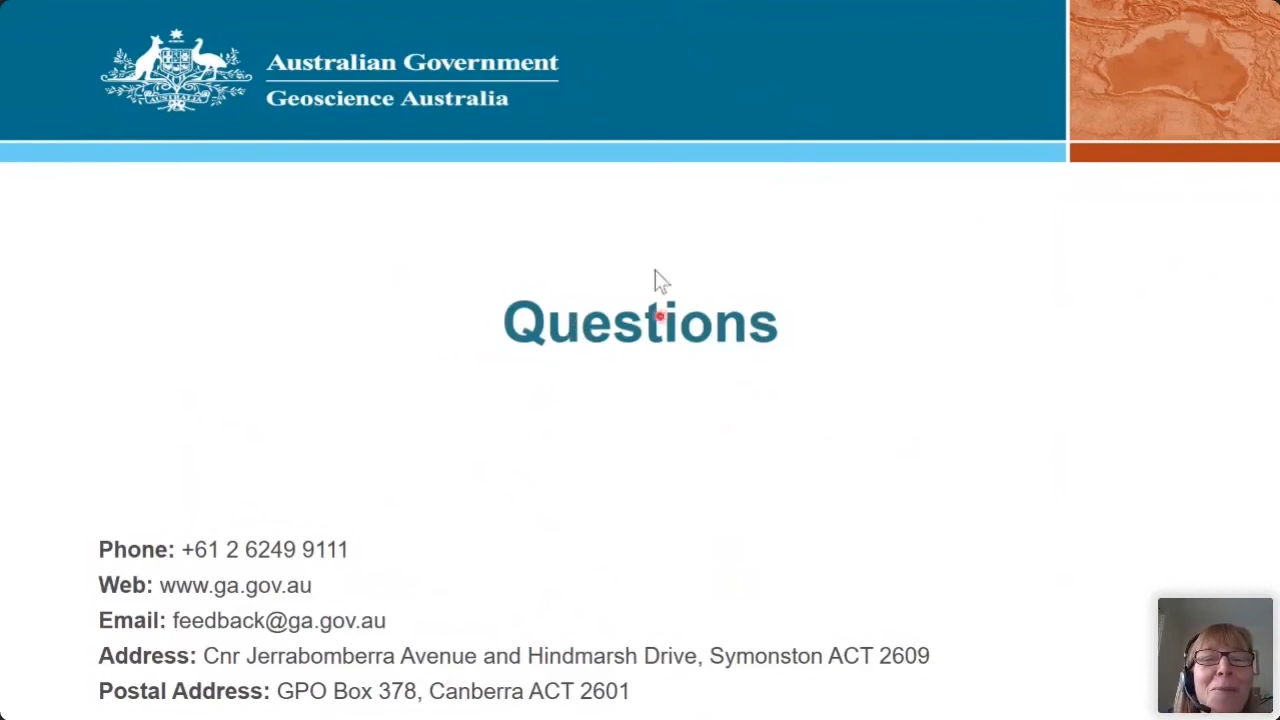 Australian Government
Geoscience Australia
Questions
Phone: +61 2 6249 9111
Web: www.ga.gov.au
Email: feedback@ga.gov.au
Address: Cnr Jerrabomberra Avenue and Hindmarsh Drive, Symonston ACT 2609
Postal Address: GPO Box 378, Canberra ACT 2601